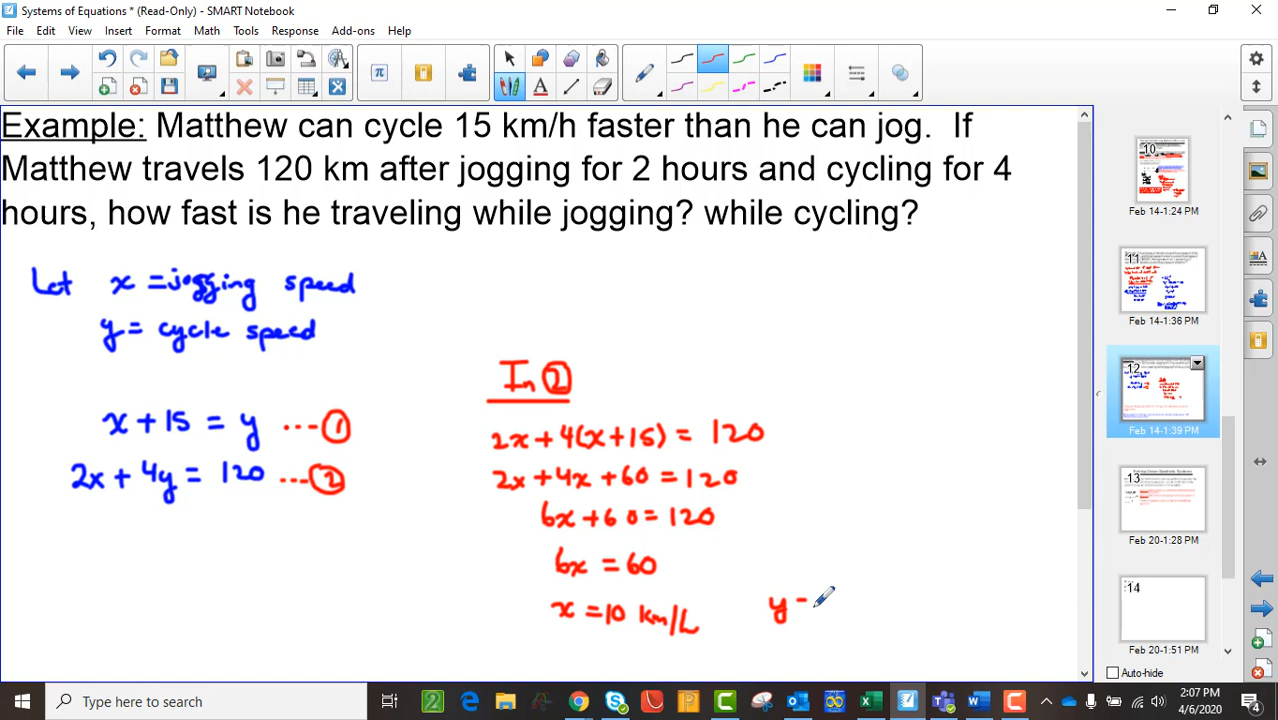 Systems of Equations * (Read-Only) - SMART Notebook
File Edit View Insert Format Math Tools Response Add-ons Help
Example: Matthew can cycle 15 km/h faster than he can jog. If
Matthew travels 120 km after jogging for 2 hours and cycling for 4
hours, how fast is he traveling while jogging? while cycling?
Let x = jogging speed
y = cycle speed
x + 15 = y ... ①
2x + 4y = 120 ... ②
In ②
2x + 4(x + 15) = 120
2x + 4x + 60 = 120
6x + 60 = 120
6x = 60
x = 10 km/h
y -
10
Feb 14-1:24 PM
11
Feb 14-1:36 PM
12
Feb 14-1:39 PM
13
Feb 20-1:28 PM
14
Feb 20-1:51 PM
Auto-hide
Type here to search
2:07 PM
4/6/2020